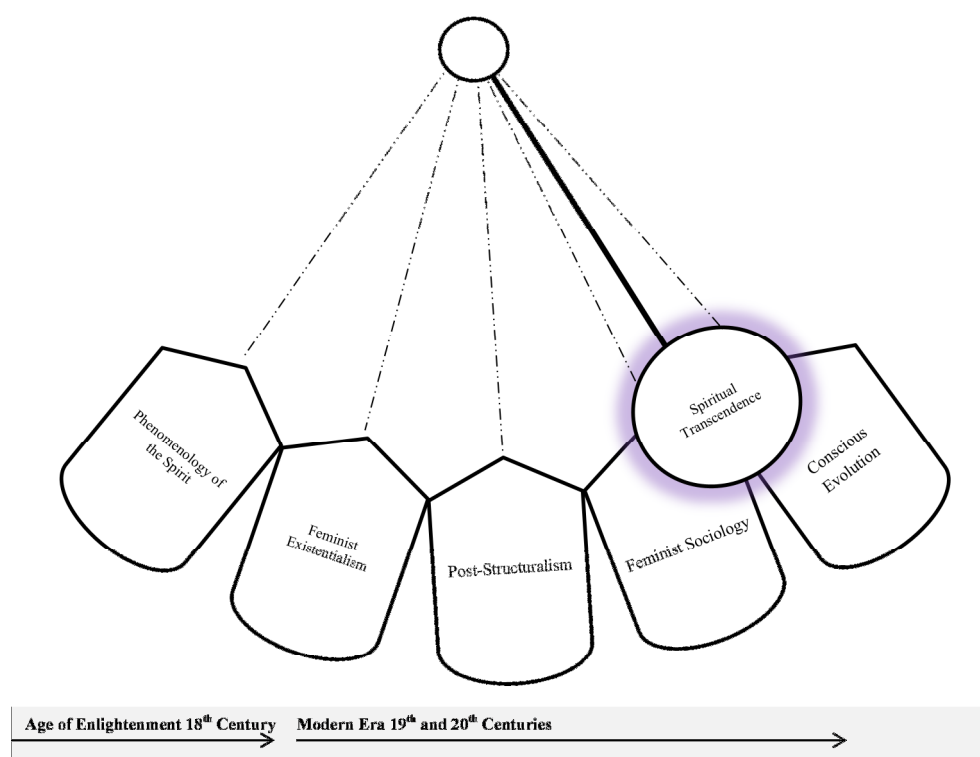 Phenomenology of
the Spirit
Feminist
Existentialism
Post-Structuralism
Feminist Sociology
Spiritual
Transcendence
Conscious
Evolution
Age of Enlightenment 18th Century
Modern Era 19th and 20th Centuries